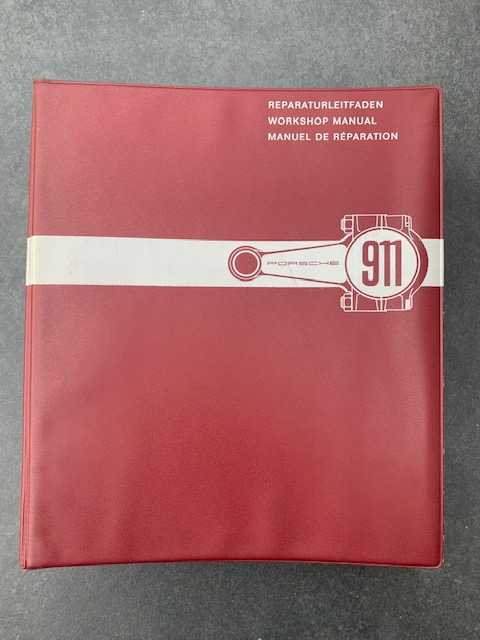 REPARATURLEITFADEN
WORKSHOP MANUAL
MANUEL DE RÉPARATION
PORSCHE
911